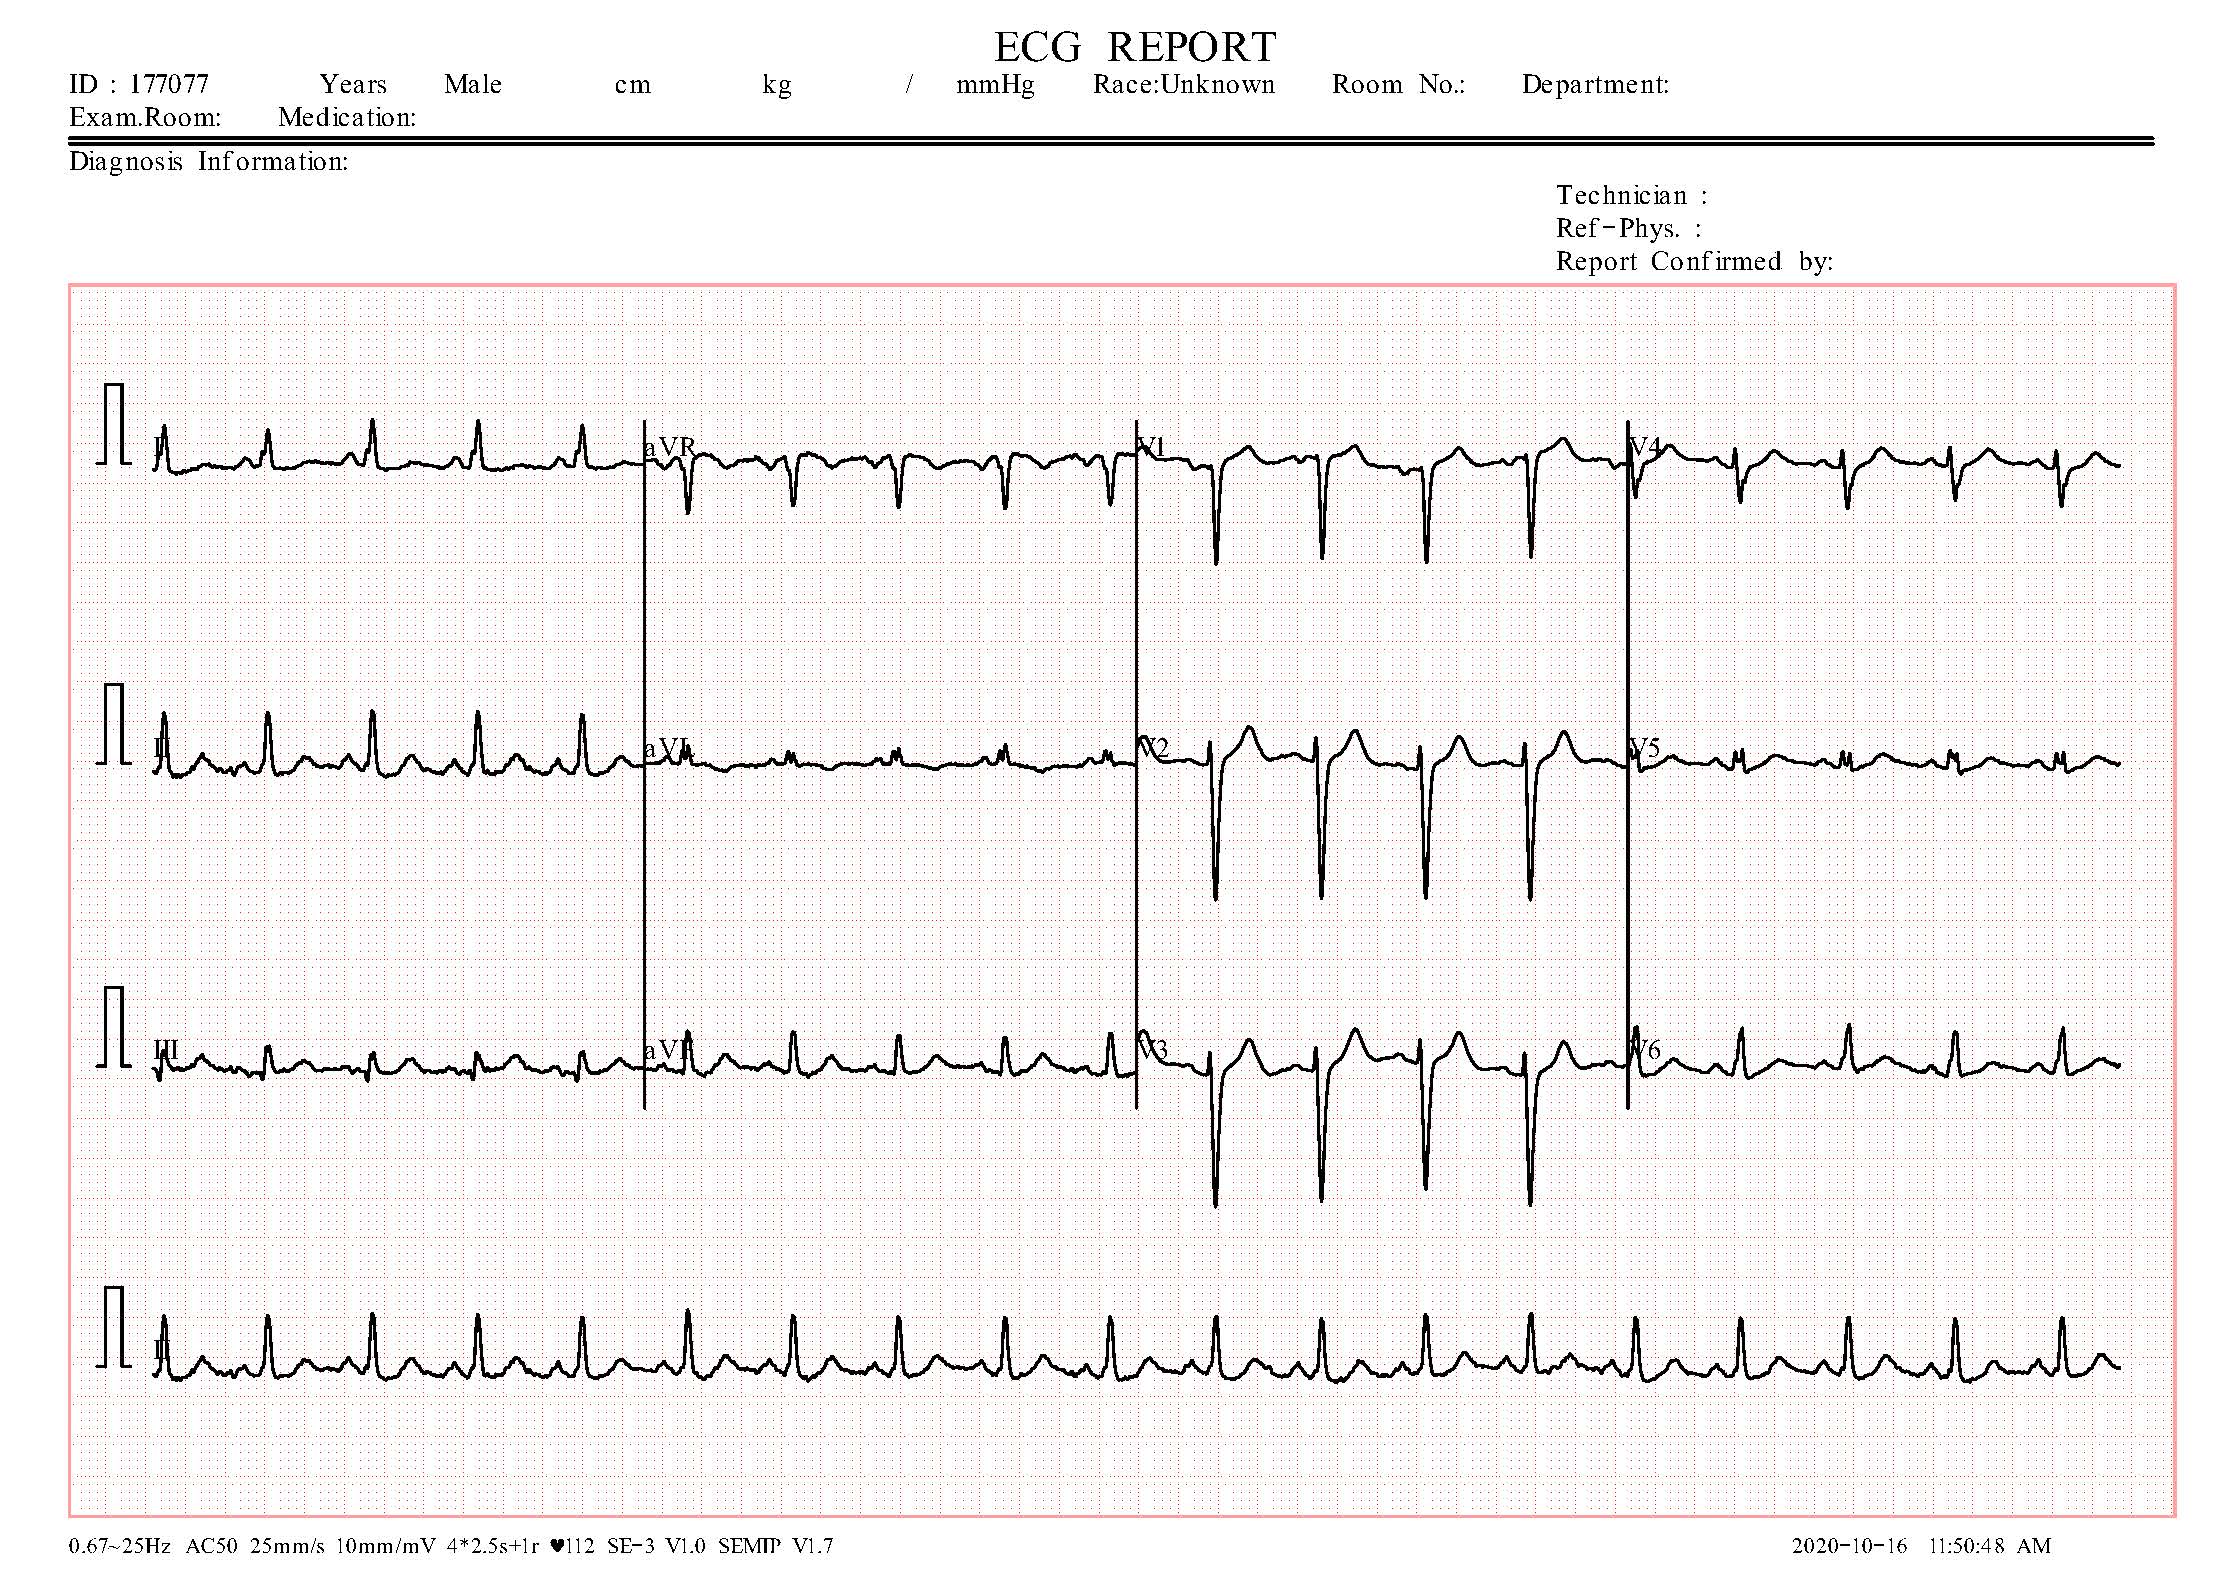 ECG REPORT
ID : 177077 Years Male cm kg / mmHg Race:Unknown Room No.: Department:
Exam.Room: Medication:
Diagnosis Information:
Technician :
Ref-Phys. :
Report Confirmed by:
I aVR V1 V4
II aVL V2 V5
III aVF V3 V6
II
0.67~25Hz AC50 25mm/s 10mm/mV 4*2.5s+1r ♥112 SE-3 V1.0 SEMIP V1.7
2020-10-16 11:50:48 AM